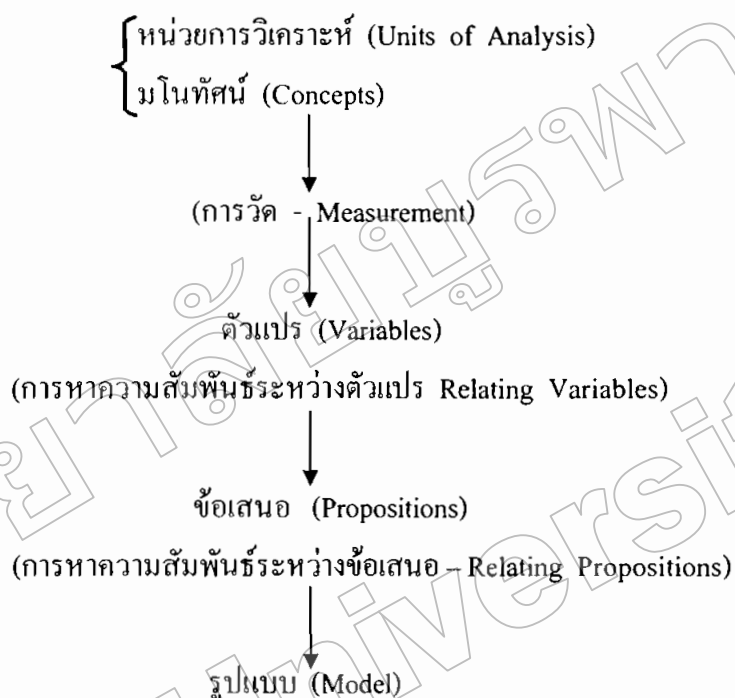 หน่วยการวิเคราะห์ (Units of Analysis)
มโนทัศน์ (Concepts)
(การวัด - Measurement)
ตัวแปร (Variables)
(การหาความสัมพันธ์ระหว่างตัวแปร Relating Variables)
ข้อเสนอ (Propositions)
(การหาความสัมพันธ์ระหว่างข้อเสนอ – Relating Propositions)
รูปแบบ (Model)